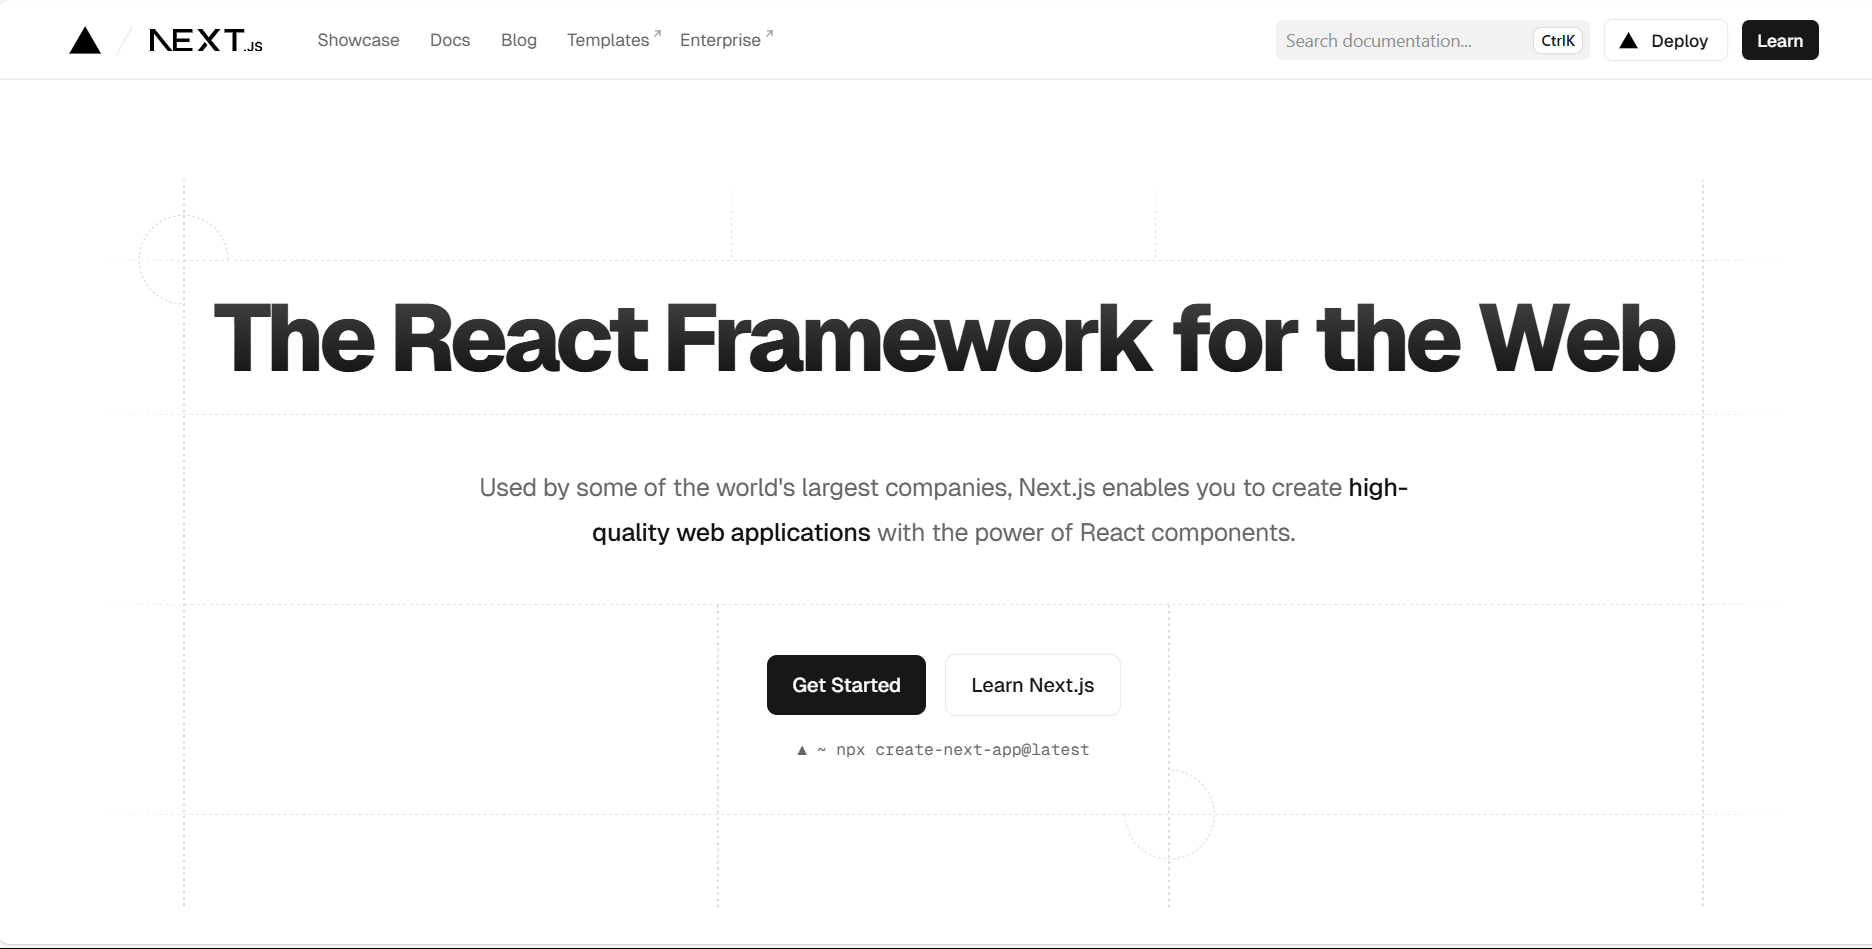 NEXT.JS
Showcase
Docs
Blog
Templates
Enterprise
Search documentation...
CtrlK
Deploy
Learn
The React Framework for the Web
Used by some of the world's largest companies, Next.js enables you to create high-
quality web applications with the power of React components.
Get Started
Learn Next.js
▲ ~ npx create-next-app@latest